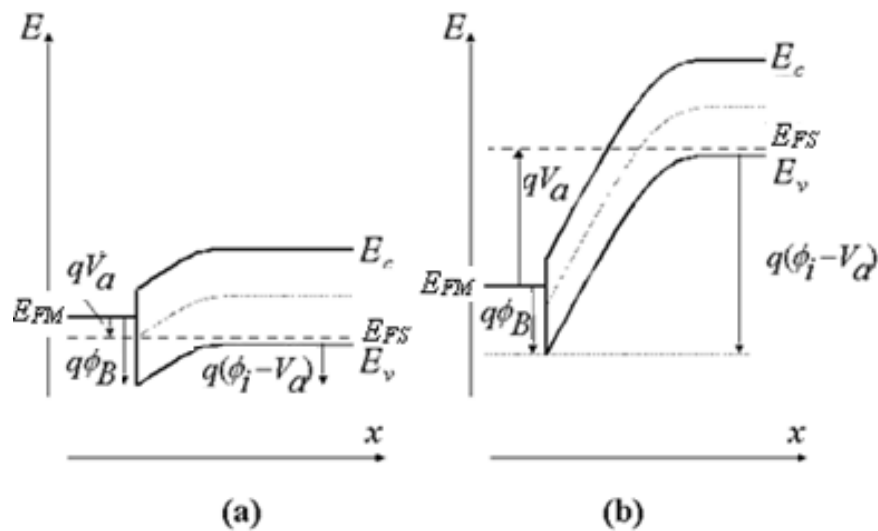 E
E_c
qV_a
E_FM
E_FS
qϕ_B
q(ϕ_i–V_a)
E_v
x
(a)
E
E_c
E_FS
qV_a
E_v
E_FM
qϕ_B
q(ϕ_i–V_a)
x
(b)